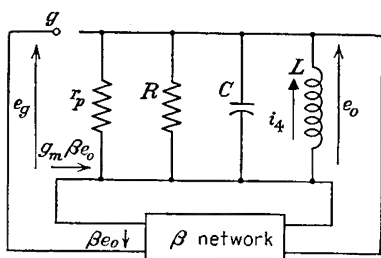 g
e_g
r_p
R
C
L
i_4
e_o
g_m βe_o
βe_o
β network